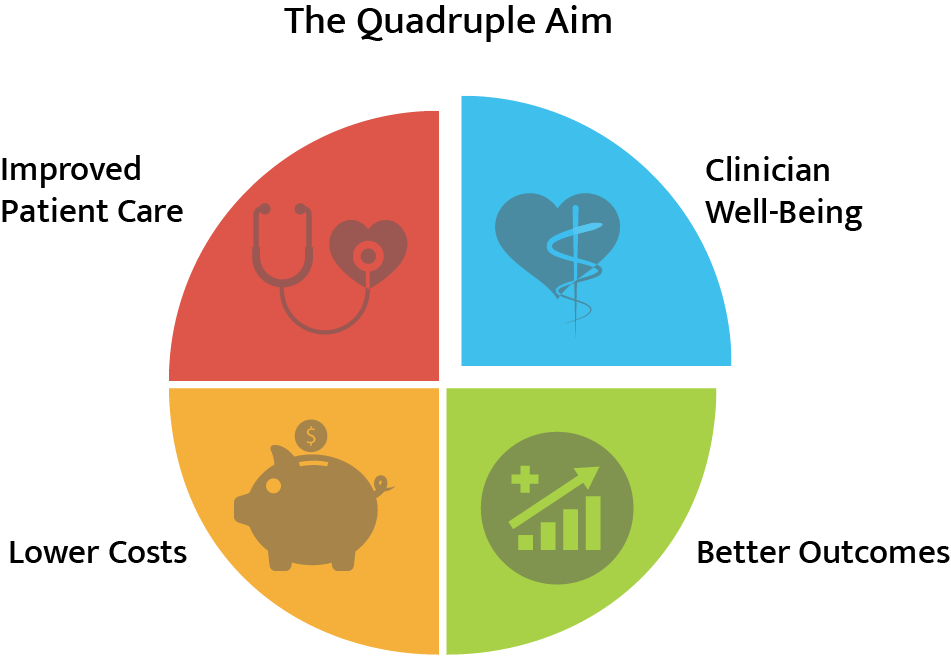 The Quadruple Aim
Improved
Patient Care
Clinician
Well-Being
$
Lower Costs
Better Outcomes